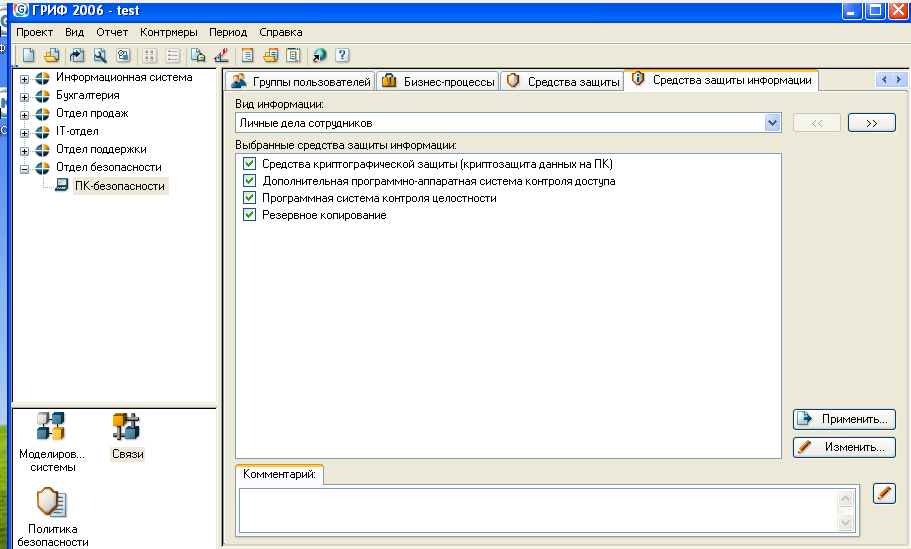 ГРИФ 2006 - test
Проект Вид Отчет Контрмеры Период Справка
Информационная система
Бухгалтерия
Отдел продаж
IT-отдел
Отдел поддержки
Отдел безопасности
ПК-безопасности
Моделиров... системы
Связи
Политика безопасности
Группы пользователей Бизнес-процессы Средства защиты Средства защиты информации
Вид информации:
Личные дела сотрудников
<< >>
Выбранные средства защиты информации:
Средства криптографической защиты (криптозащита данных на ПК)
Дополнительная программно-аппаратная система контроля доступа
Программная система контроля целостности
Резервное копирование
Применить...
Изменить...
Комментарий: